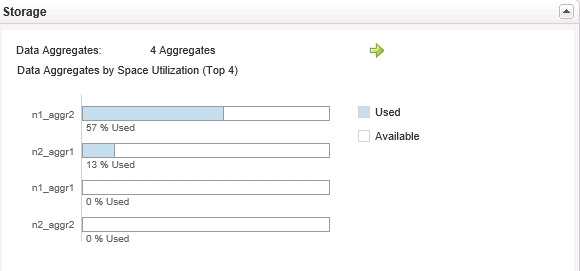 Storage
Data Aggregates: 4 Aggregates
Data Aggregates by Space Utilization (Top 4)
n1_aggr2
57 % Used
n2_aggr1
13 % Used
n1_aggr1
0 % Used
n2_aggr2
0 % Used
Used
Available